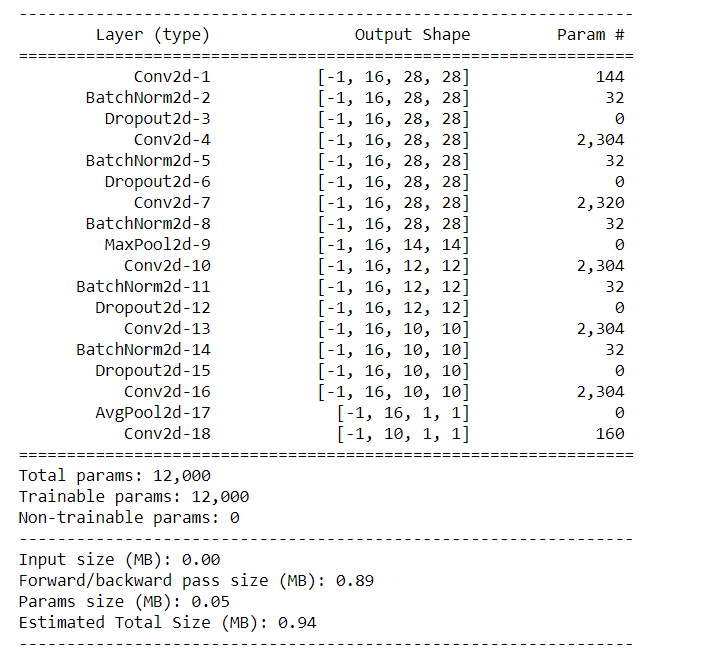 ----------------------------------------------------------------
Layer (type) Output Shape Param #
================================================================
Conv2d-1 [-1, 16, 28, 28] 144
BatchNorm2d-2 [-1, 16, 28, 28] 32
Dropout2d-3 [-1, 16, 28, 28] 0
Conv2d-4 [-1, 16, 28, 28] 2,304
BatchNorm2d-5 [-1, 16, 28, 28] 32
Dropout2d-6 [-1, 16, 28, 28] 0
Conv2d-7 [-1, 16, 28, 28] 2,320
BatchNorm2d-8 [-1, 16, 28, 28] 32
MaxPool2d-9 [-1, 16, 14, 14] 0
Conv2d-10 [-1, 16, 12, 12] 2,304
BatchNorm2d-11 [-1, 16, 12, 12] 32
Dropout2d-12 [-1, 16, 12, 12] 0
Conv2d-13 [-1, 16, 10, 10] 2,304
BatchNorm2d-14 [-1, 16, 10, 10] 32
Dropout2d-15 [-1, 16, 10, 10] 0
Conv2d-16 [-1, 16, 10, 10] 2,304
AvgPool2d-17 [-1, 16, 1, 1] 0
Conv2d-18 [-1, 10, 1, 1] 160
================================================================
Total params: 12,000
Trainable params: 12,000
Non-trainable params: 0
----------------------------------------------------------------
Input size (MB): 0.00
Forward/backward pass size (MB): 0.89
Params size (MB): 0.05
Estimated Total Size (MB): 0.94
----------------------------------------------------------------